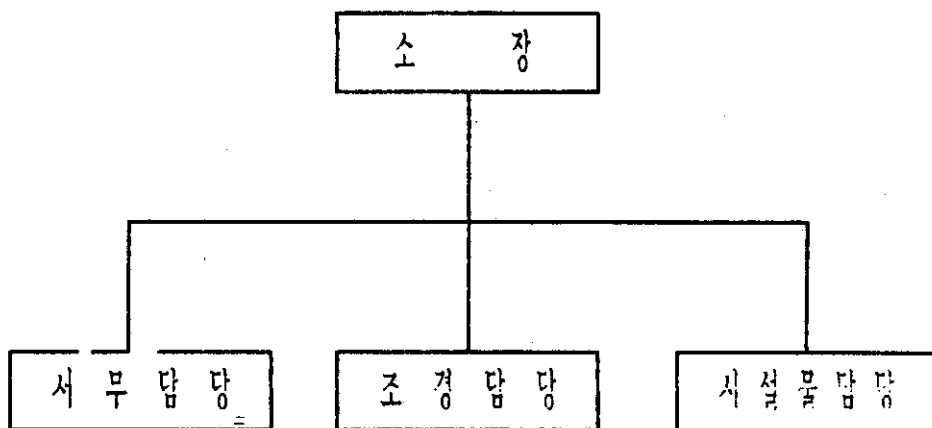 소 장
서 무 담 당
조 경 담 당
시 설 물 담 당